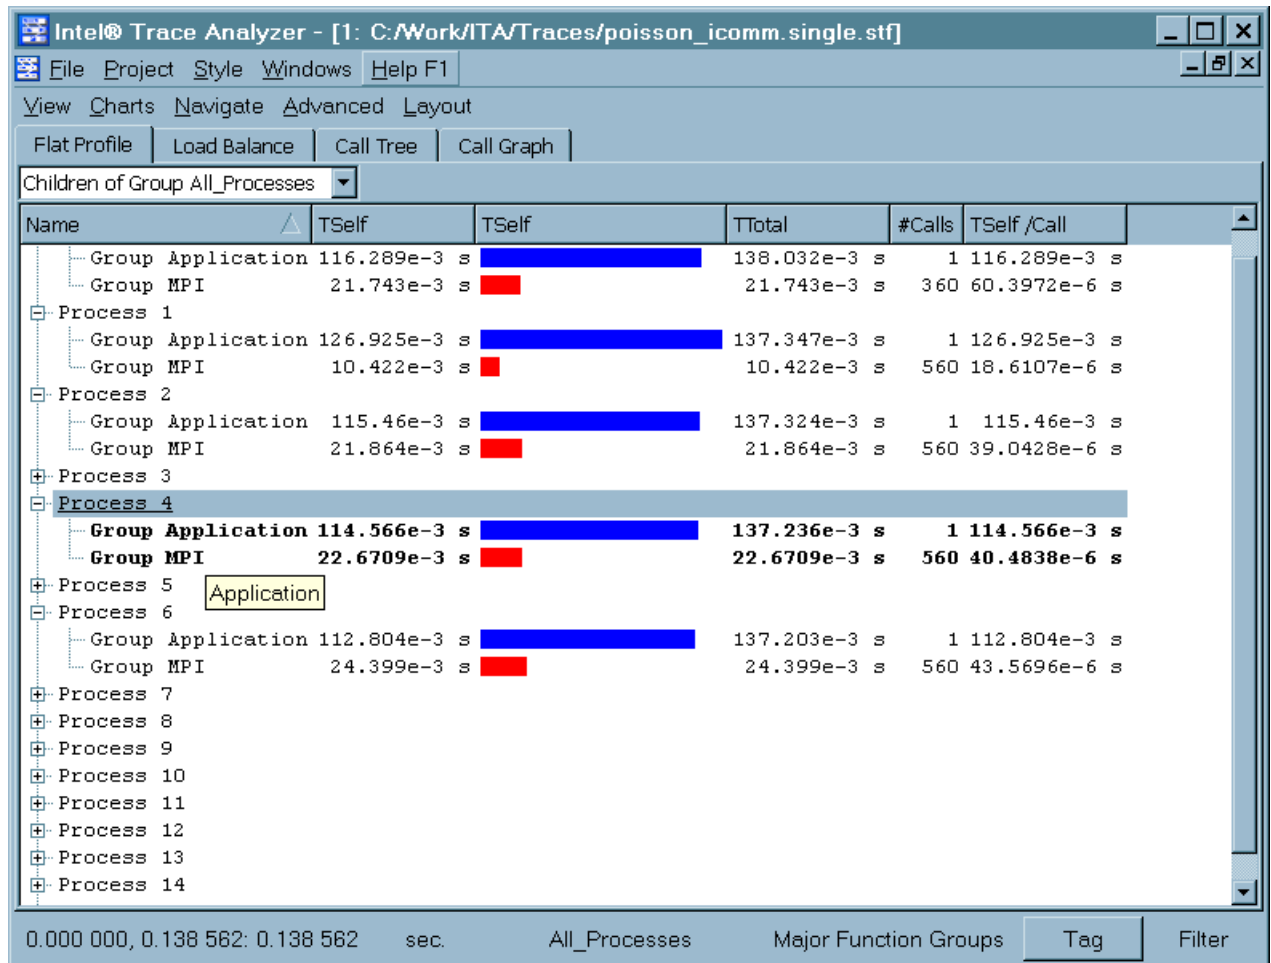 Intel® Trace Analyzer - [1: C:/Work/ITA/Traces/poisson_icomm.single.stf]
File Project Style Windows Help F1
View Charts Navigate Advanced Layout
Flat Profile Load Balance Call Tree Call Graph
Children of Group All_Processes
Name TSelf TSelf TTotal #Calls TSelf /Call
Group Application 116.289e-3 s 138.032e-3 s 1 116.289e-3 s
Group MPI 21.743e-3 s 21.743e-3 s 360 60.3972e-6 s
Process 1
Group Application 126.925e-3 s 137.347e-3 s 1 126.925e-3 s
Group MPI 10.422e-3 s 10.422e-3 s 560 18.6107e-6 s
Process 2
Group Application 115.46e-3 s 137.324e-3 s 1 115.46e-3 s
Group MPI 21.864e-3 s 21.864e-3 s 560 39.0428e-6 s
Process 3
Process 4
Group Application 114.566e-3 s 137.236e-3 s 1 114.566e-3 s
Group MPI 22.6709e-3 s 22.6709e-3 s 560 40.4838e-6 s
Process 5
Application
Process 6
Group Application 112.804e-3 s 137.203e-3 s 1 112.804e-3 s
Group MPI 24.399e-3 s 24.399e-3 s 560 43.5696e-6 s
Process 7
Process 8
Process 9
Process 10
Process 11
Process 12
Process 13
Process 14
0.000 000, 0.138 562: 0.138 562 sec. All_Processes Major Function Groups Tag Filter